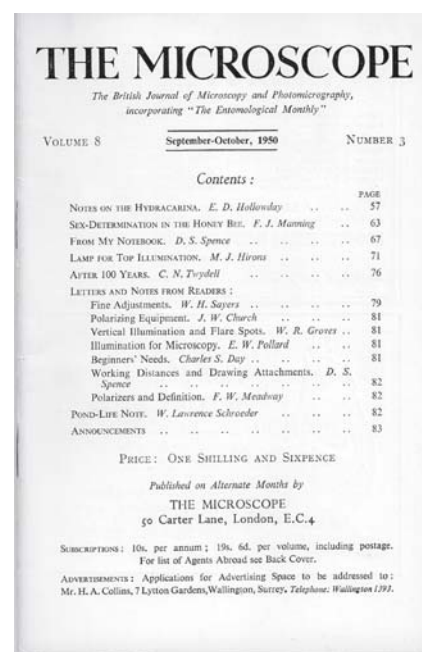 THE MICROSCOPE
The British Journal of Microscopy and Photomicrography,
incorporating "The Entomological Monthly"
VOLUME 8 September-October, 1950 NUMBER 3
Contents :
PAGE
NOTES ON THE HYDRACARINA. E. D. Hollowday .. .. 57
SEX-DETERMINATION IN THE HONEY BEE. F. J. Manning .. 63
FROM MY NOTEBOOK. D. S. Spence .. .. .. .. 67
LAMP FOR TOP ILLUMINATION. M. J. Hirons .. .. .. 71
AFTER 100 YEARS. C. N. Twydell .. .. .. .. 76
LETTERS AND NOTES FROM READERS :
Fine Adjustments. W. H. Sayers .. .. .. .. 79
Polarizing Equipment. J. W. Church .. .. .. 81
Vertical Illumination and Flare Spots. W. R. Groves .. 81
Illumination for Microscopy. E. W. Pollard .. .. 81
Beginners' Needs. Charles S. Day .. .. .. .. 81
Working Distances and Drawing Attachments. D. S.
Spence .. .. .. .. .. .. .. 82
Polarizers and Definition. F. W. Meadway .. .. 82
POND-LIFE NOTE. W. Lawrence Schroeder .. .. .. 82
ANNOUNCEMENTS .. .. .. .. .. .. .. 83
PRICE : ONE SHILLING AND SIXPENCE
Published on Alternate Months by
THE MICROSCOPE
50 Carter Lane, London, E.C.4
SUBSCRIPTIONS : 10s. per annum ; 19s. 6d. per volume, including postage.
For list of Agents Abroad see Back Cover.
ADVERTISEMENTS : Applications for Advertising Space to be addressed to :
Mr. H. A. Collins, 7 Lytton Gardens, Wallington, Surrey. Telephone: Wallington 1393.